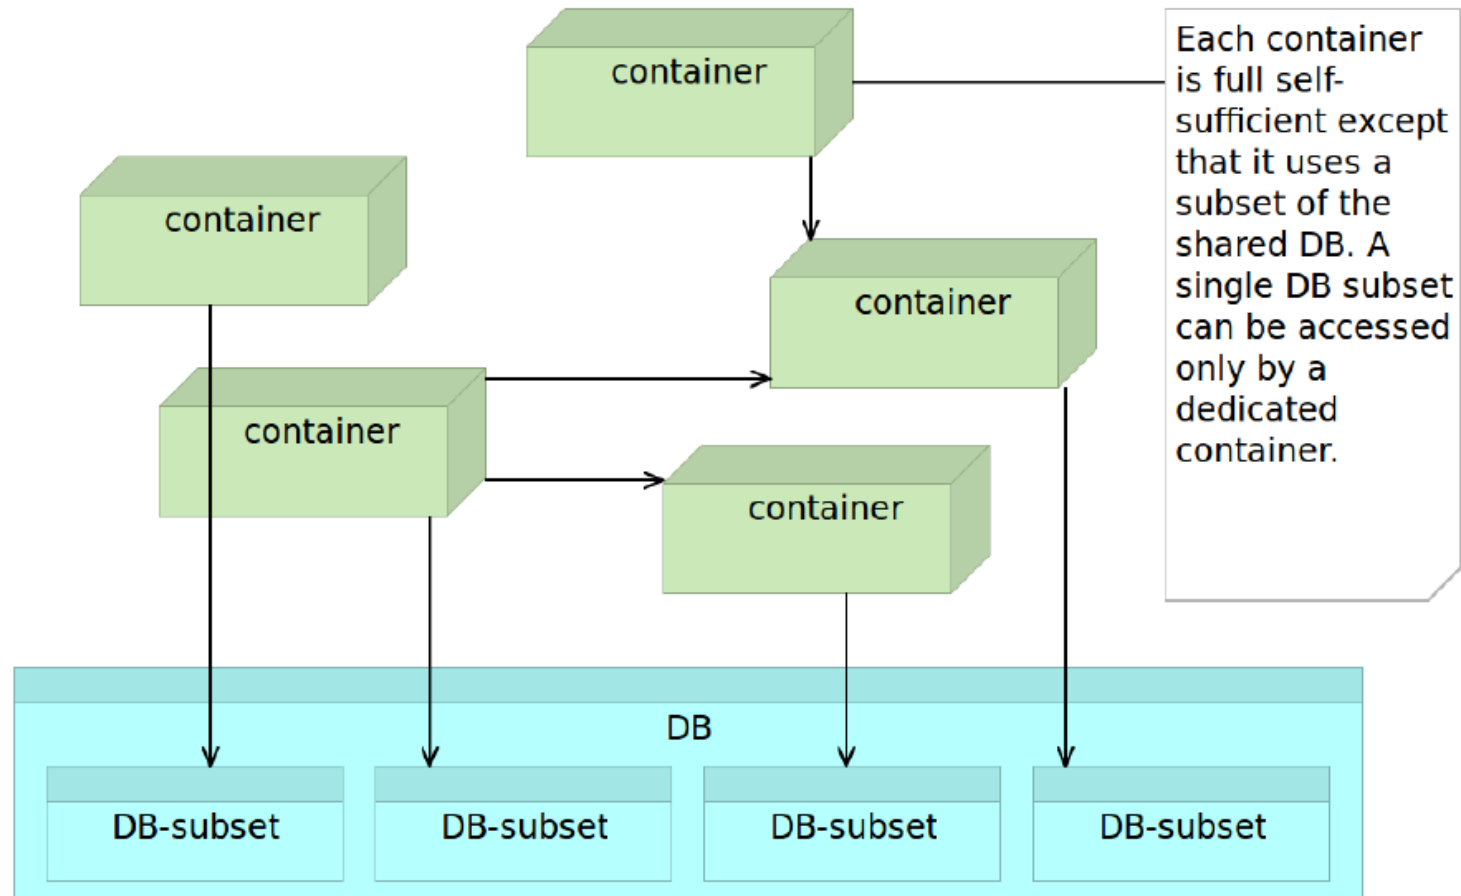 container
Each container
is full self-
sufficient except
that it uses a
subset of the
shared DB. A
single DB subset
can be accessed
only by a
dedicated
container.
container
container
container
container
DB
DB-subset
DB-subset
DB-subset
DB-subset